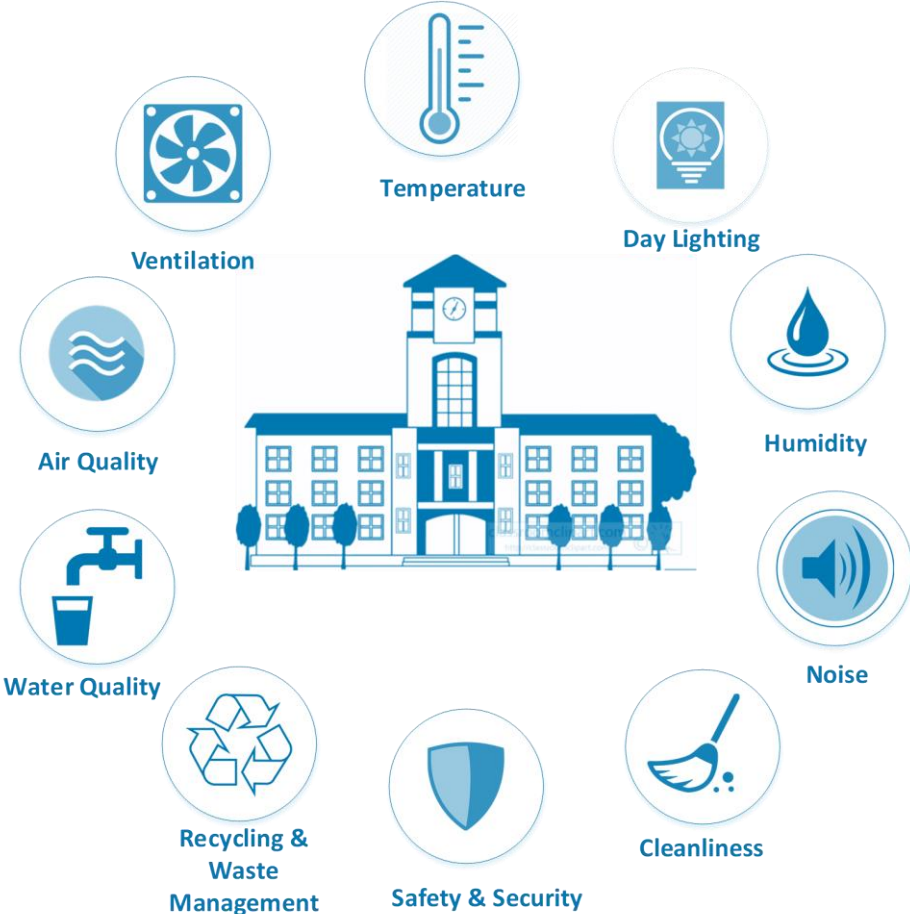 Temperature
Day Lighting
Ventilation
Humidity
Air Quality
Noise
Water Quality
Cleanliness
Recycling &
Waste
Management
Safety & Security